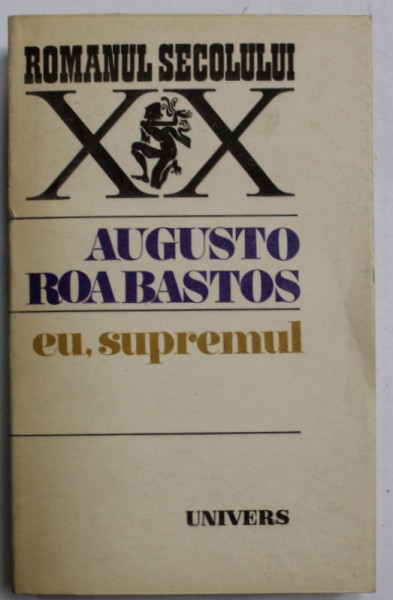 ROMANUL SECOLULUI
XX
AUGUSTO
ROA BASTOS
eu, supremul
UNIVERS